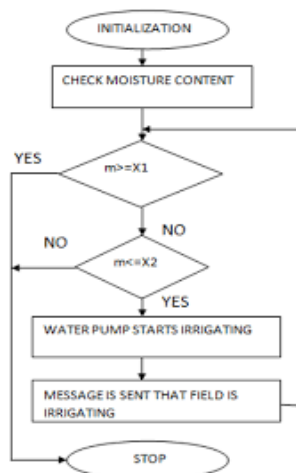 INITIALIZATION
CHECK MOISTURE CONTENT
YES
m>=X1
NO
NO
m<=X2
YES
WATER PUMP STARTS IRRIGATING
MESSAGE IS SENT THAT FIELD IS
IRRIGATING
STOP